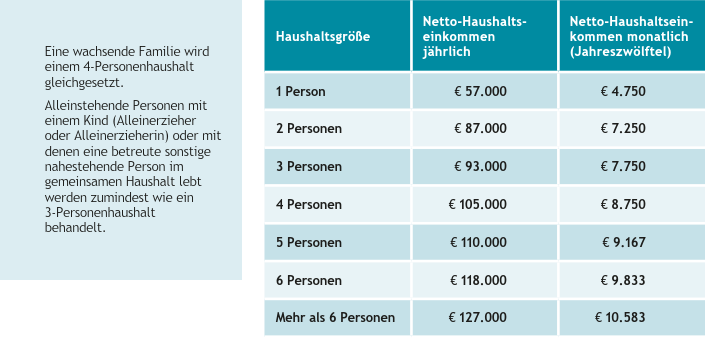 Eine wachsende Familie wird
einem 4-Personenhaushalt
gleichgesetzt.
Alleinstehende Personen mit
einem Kind (Alleinerzieher
oder Alleinerzieherin) oder mit
denen eine betreute sonstige
nahestehende Person im
gemeinsamen Haushalt lebt
werden zumindest wie ein
3-Personenhaushalt
behandelt.
Haushaltsgröße
Netto-Haushalts-
einkommen
jährlich
Netto-Haushaltsein-
kommen monatlich
(Jahreszwölftel)
1 Person € 57.000 € 4.750
2 Personen € 87.000 € 7.250
3 Personen € 93.000 € 7.750
4 Personen € 105.000 € 8.750
5 Personen € 110.000 € 9.167
6 Personen € 118.000 € 9.833
Mehr als 6 Personen € 127.000 € 10.583